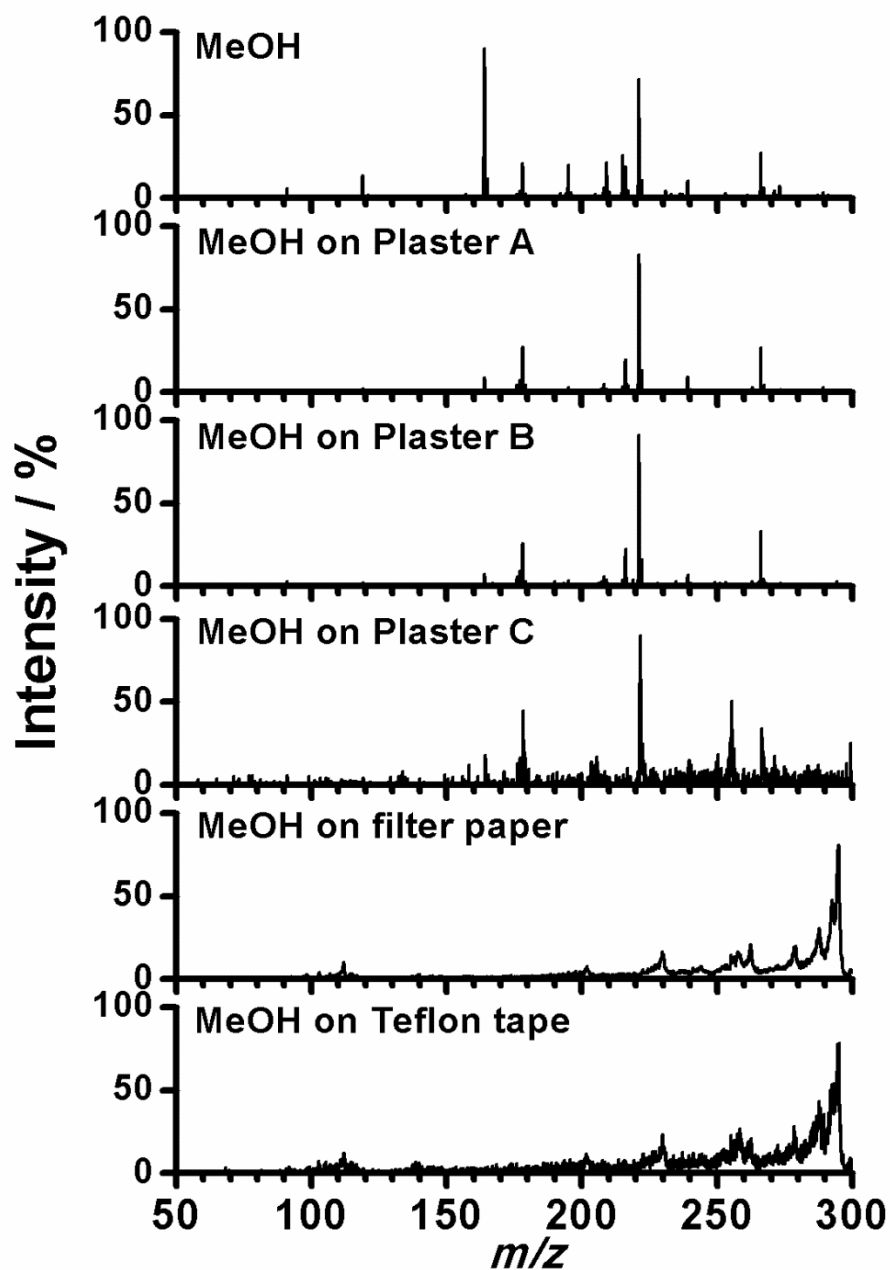 Intensity / %
100
MeOH
50
0
100
MeOH on Plaster A
50
0
100
MeOH on Plaster B
50
0
100
MeOH on Plaster C
50
0
100
MeOH on filter paper
50
0
100
MeOH on Teflon tape
50
0
50 100 150 200 250 300
m/z